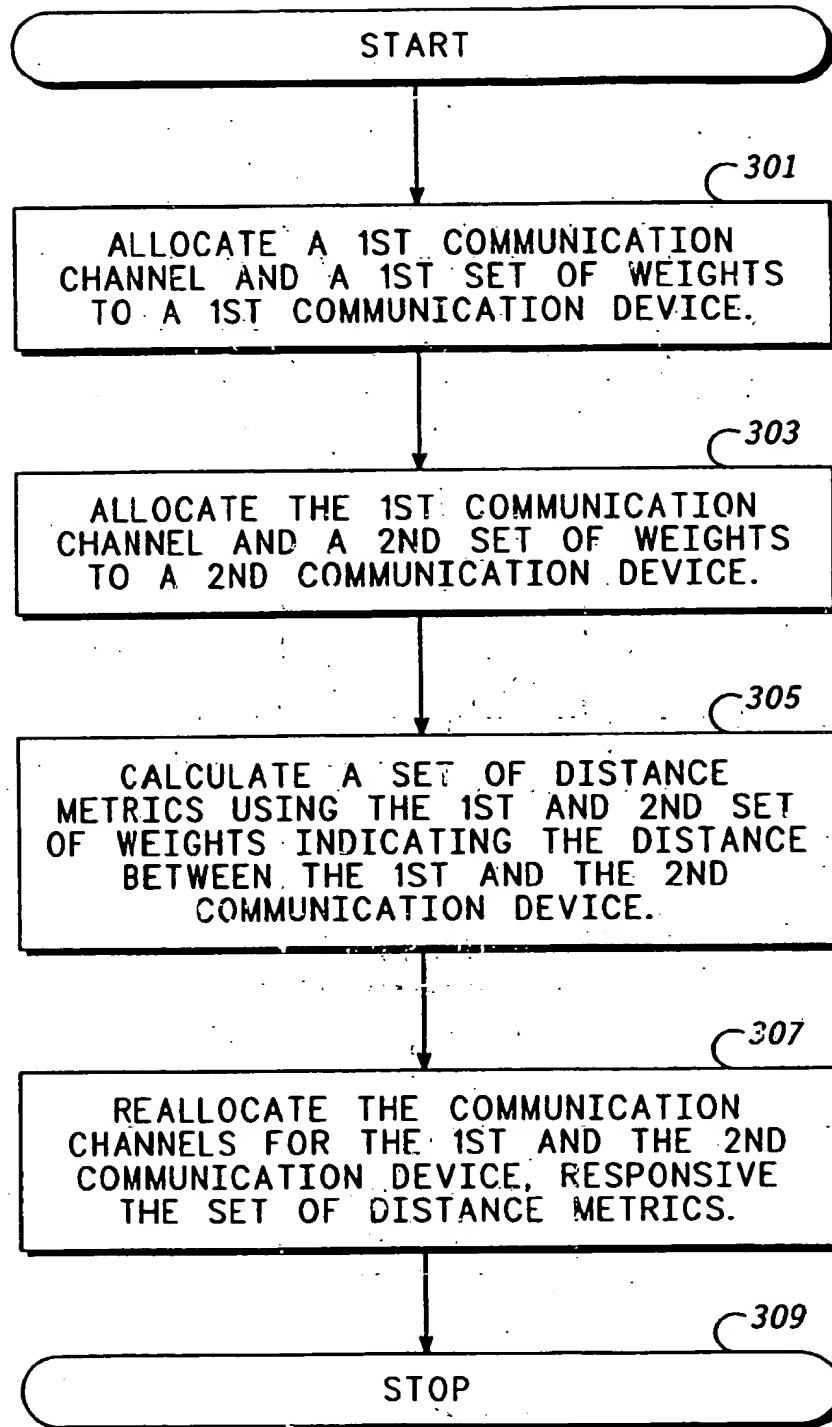 START
301
ALLOCATE A 1ST COMMUNICATION
CHANNEL AND A 1ST SET OF WEIGHTS
TO A 1ST COMMUNICATION DEVICE.
303
ALLOCATE THE 1ST COMMUNICATION
CHANNEL AND A 2ND SET OF WEIGHTS
TO A 2ND COMMUNICATION DEVICE.
305
CALCULATE A SET OF DISTANCE
METRICS USING THE 1ST AND 2ND SET
OF WEIGHTS INDICATING THE DISTANCE
BETWEEN THE 1ST AND THE 2ND
COMMUNICATION DEVICE.
307
REALLOCATE THE COMMUNICATION
CHANNELS FOR THE 1ST AND THE 2ND
COMMUNICATION DEVICE, RESPONSIVE
THE SET OF DISTANCE METRICS.
309
STOP